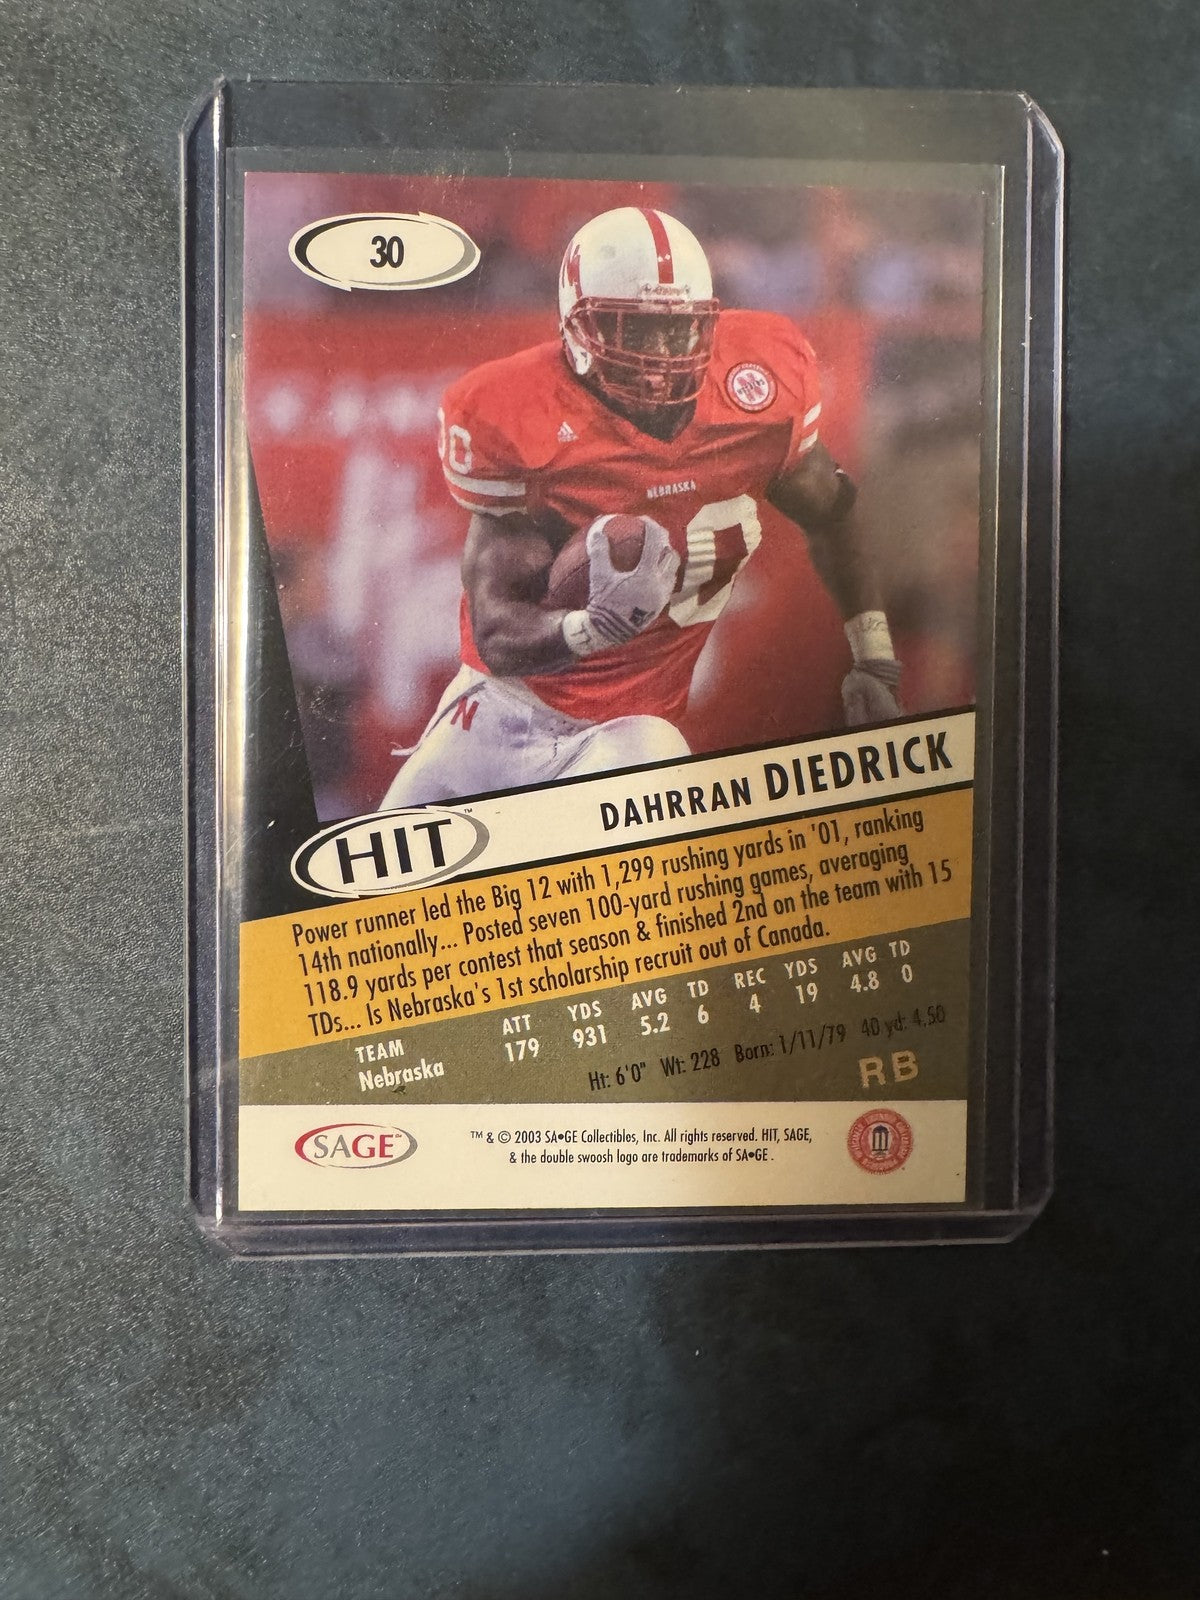 30
NEBRASKA
DAHRRAN DIEDRICK
HIT™
Power runner led the Big 12 with 1,299 rushing yards in '01, ranking
14th nationally... Posted seven 100-yard rushing games, averaging
118.9 yards per contest that season & finished 2nd on the team with 15
TDs... Is Nebraska's 1st scholarship recruit out of Canada.
TEAM ATT YDS AVG TD REC YDS AVG TD
Nebraska 179 931 5.2 6 4 19 4.8 0
Ht: 6'0" Wt: 228 Born: 1/11/79 40 yd: 4.50
RB
SAGE™
™ & © 2003 SA•GE Collectibles, Inc. All rights reserved. HIT, SAGE,
& the double swoosh logo are trademarks of SA•GE .